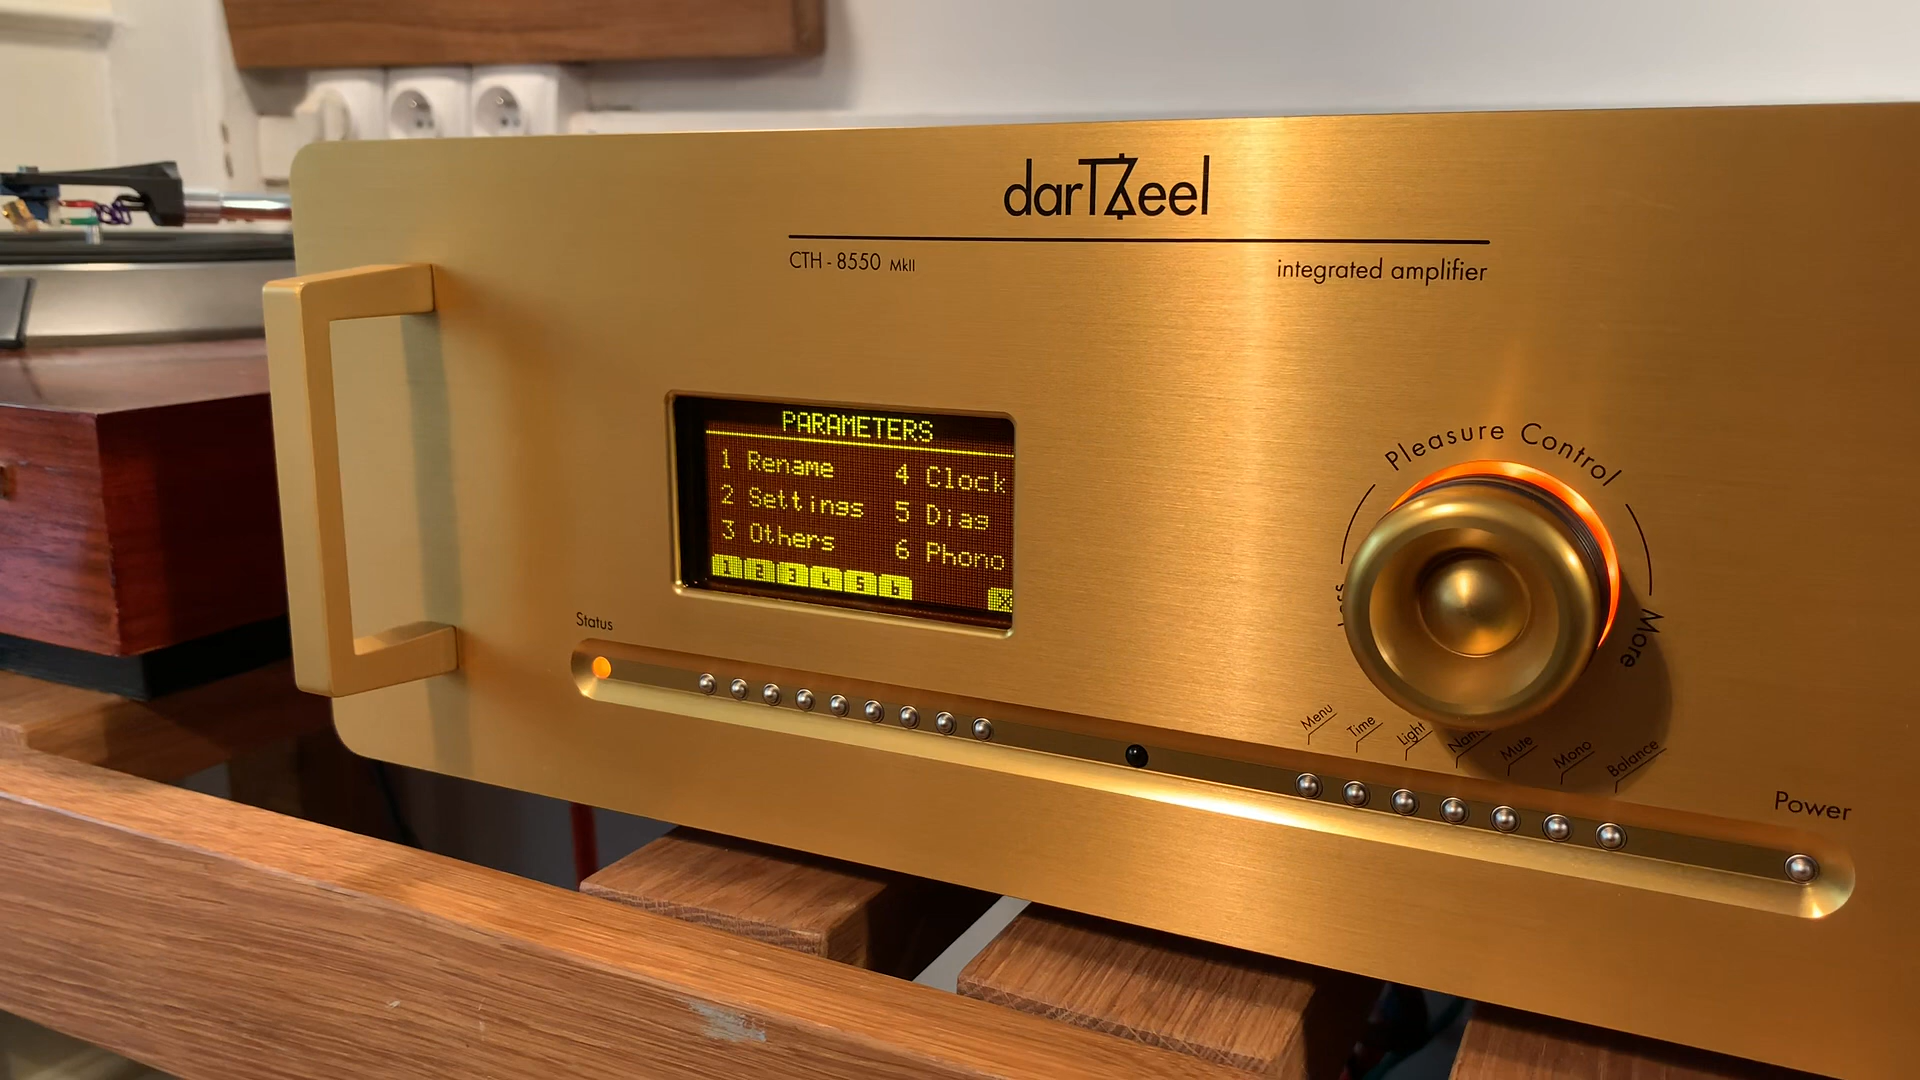 darTZeel
CTH - 8550 MkII
integrated amplifier
PARAMETERS
1 Rename 4 Clock
2 Settings 5 Diag
3 Others 6 Phono
1 2 3 4 5 6
Pleasure Control
More
Status
Menu Time Light Mute Mono Balance
Power